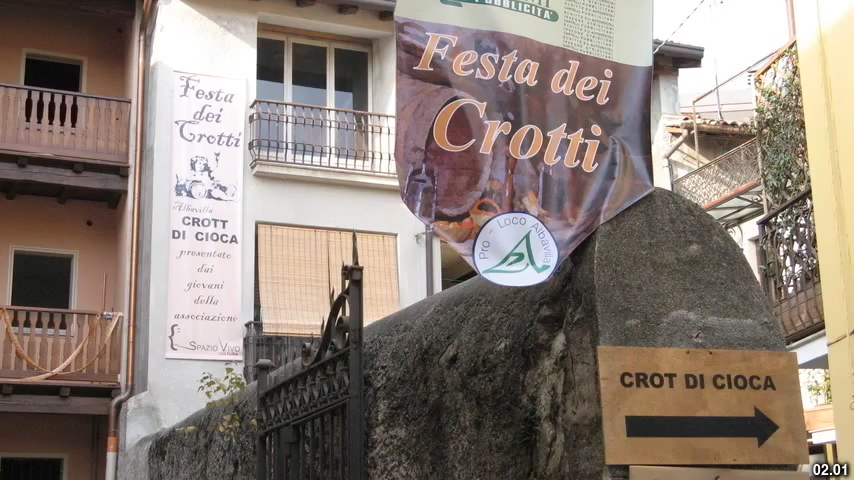 PUBBLICITÀ
Festa dei
Crotti
Pro - Loco Albavilla
Festa
dei
Crotti
Albavilla
CROTT
DI CIOCA
presentato
dai
giovani
della
associazione
SPAZIO VIVO
CROT DI CIOCA
02.01